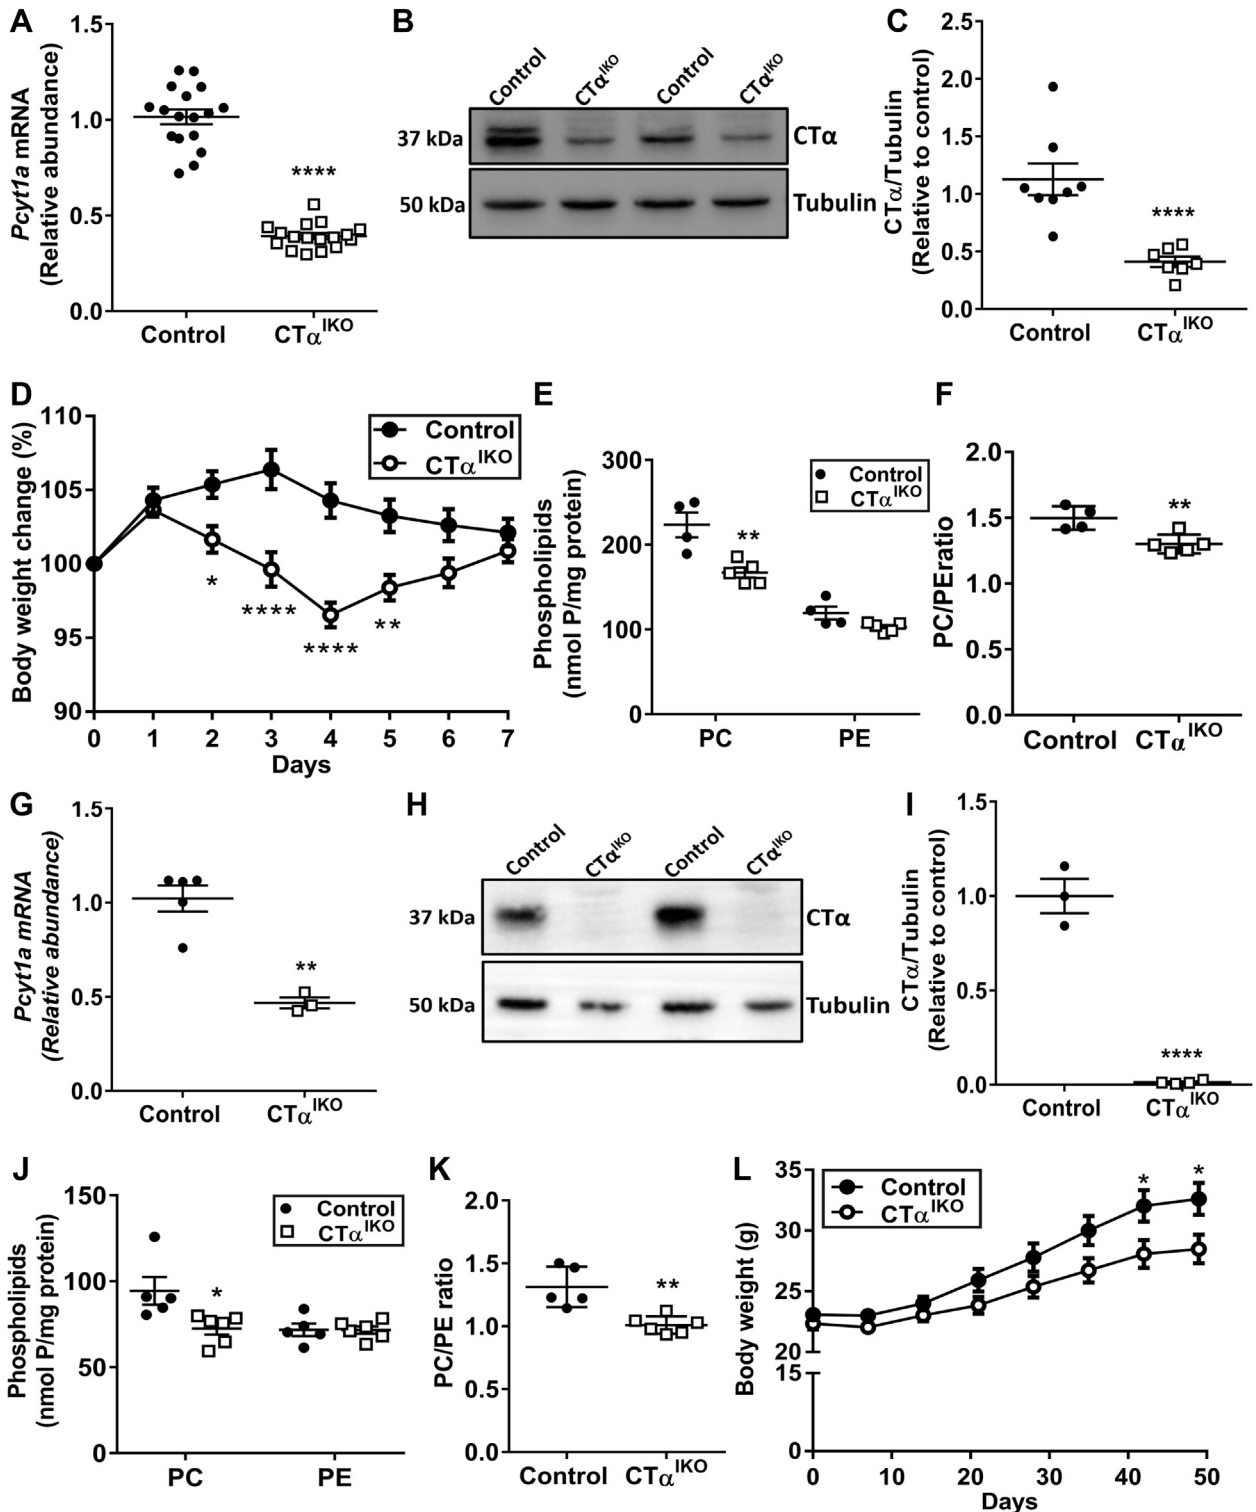 A
Pcyt1a mRNA
(Relative abundance)
1.5
1.0
0.5
0.0
****
Control
CTα^IKO
B
Control
CTα^IKO
Control
CTα^IKO
37 kDa
CTα
50 kDa
Tubulin
C
CTα/Tubulin
(Relative to control)
2.5
2.0
1.5
1.0
0.5
0.0
****
Control
CTα^IKO
D
Body weight change (%)
110
105
100
95
90
Control
CTα^IKO
*
****
****
**
0 1 2 3 4 5 6 7
Days
E
Phospholipids
(nmol P/mg protein)
300
200
100
0
Control
CTα^IKO
**
PC
PE
F
PC/PEratio
2.0
1.5
1.0
0.5
0.0
**
Control
CTα^IKO
G
Pcyt1a mRNA
(Relative abundance)
1.5
1.0
0.5
0.0
**
Control
CTα^IKO
H
Control
CTα^IKO
Control
CTα^IKO
37 kDa
CTα
50 kDa
Tubulin
I
CTα/Tubulin
(Relative to control)
1.5
1.0
0.5
0.0
****
Control
CTα^IKO
J
Phospholipids
(nmol P/mg protein)
150
100
50
0
Control
CTα^IKO
*
PC
PE
K
PC/PE ratio
2.0
1.5
1.0
0.5
0.0
**
Control
CTα^IKO
L
Body weight (g)
35
30
25
20
15
0
Control
CTα^IKO
*
*
0 10 20 30 40 50
Days